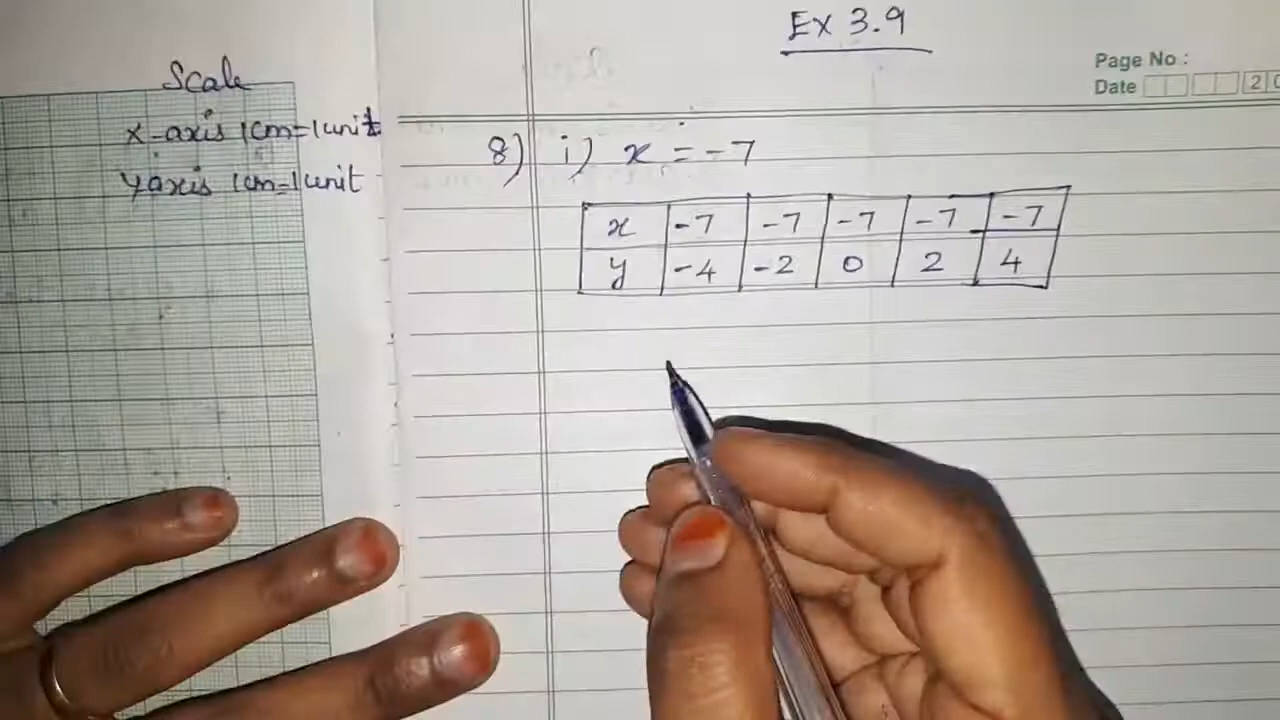 Ex 3.9
Page No :
Date 20
Scale
x-axis 1cm=1unit
y axis 1cm=1unit
8) i) x = -7
x -7 -7 -7 -7 -7
y -4 -2 0 2 4